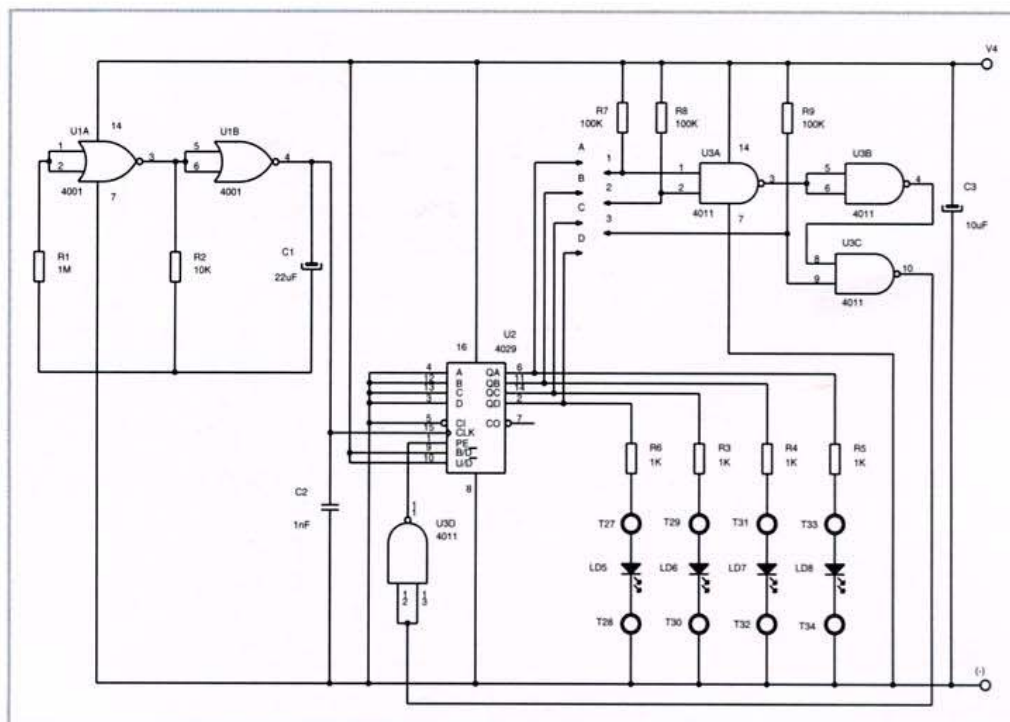 V4
R7
100K
R8
100K
R9
100K
U1A
14
1
2
3
4001
7
U1B
5
6
4
4001
A
B
C
D
1
2
3
U3A
14
1
2
3
7
4011
U3B
5
6
4
4011
C3
10uF
U3C
8
9
10
4011
R1
1M
R2
10K
C1
22uF
U2
4029
16
4 A QA 6
12 B QB 11
13 C QC 14
3 D QD 2
5 CI CO 7
15 CLK
1 PE
9 B/D
10 U/D
8
C2
1nF
11
U3D
4011
12
13
R6
1K
R3
1K
R4
1K
R5
1K
T27
T29
T31
T33
LD5
LD6
LD7
LD8
T28
T30
T32
T34
(-)